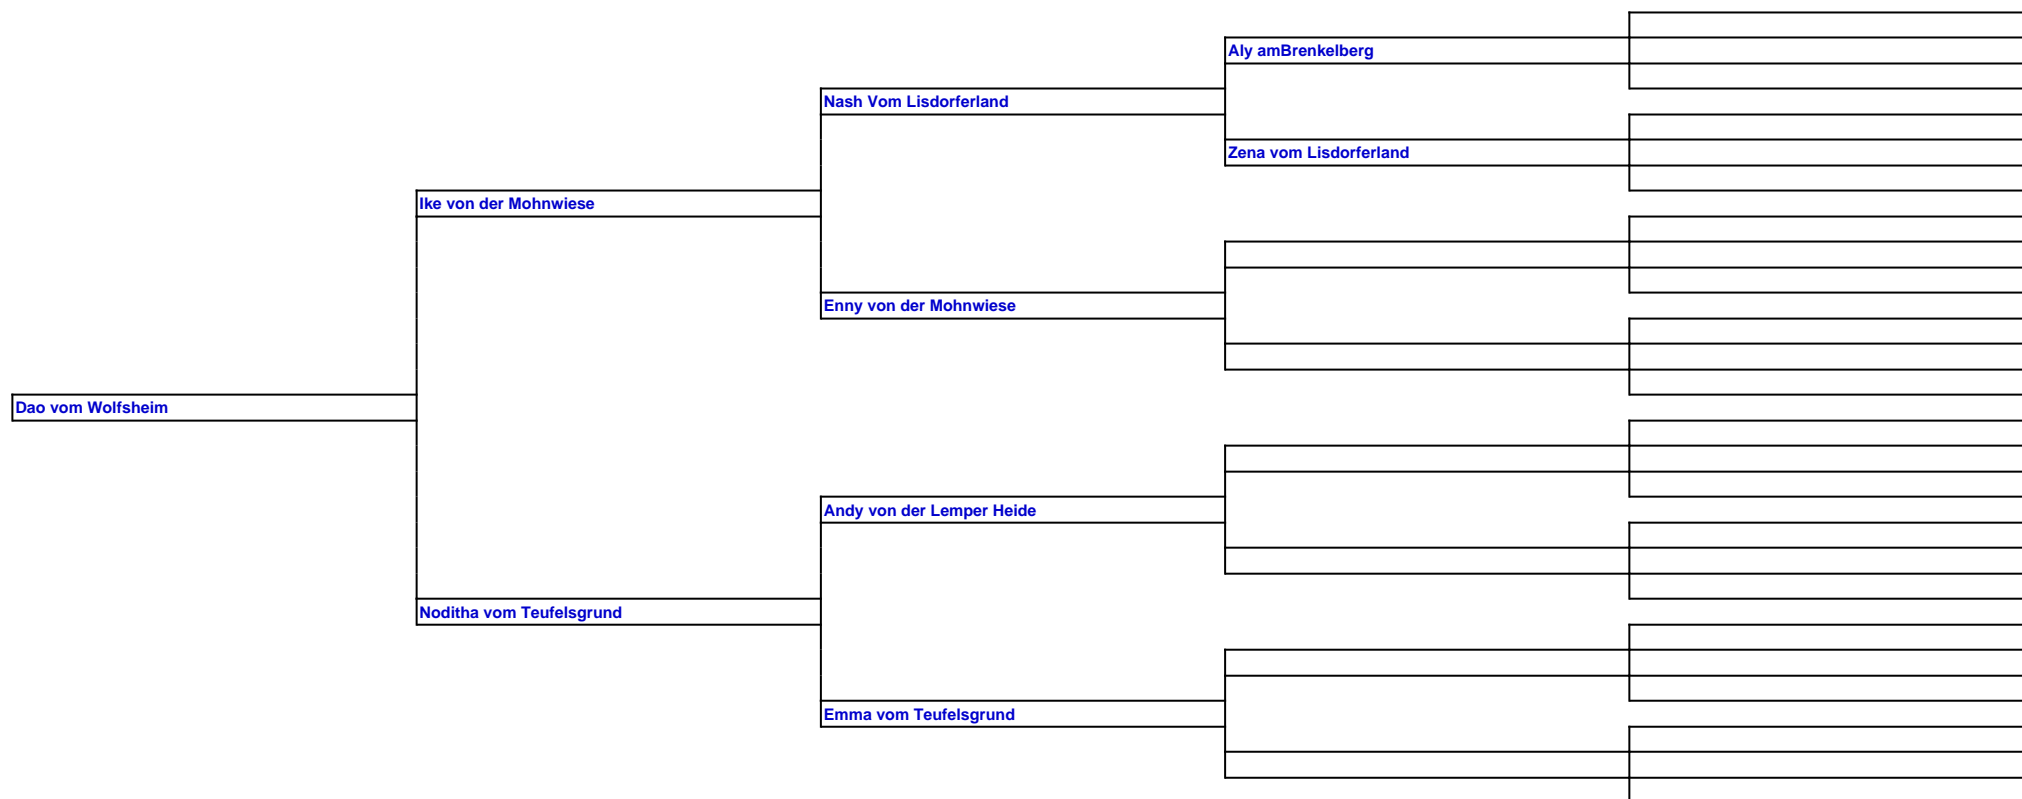 Aly amBrenkelberg
Nash Vom Lisdorferland
Zena vom Lisdorferland
Ike von der Mohnwiese
Enny von der Mohnwiese
Dao vom Wolfsheim
Andy von der Lemper Heide
Noditha vom Teufelsgrund
Emma vom Teufelsgrund